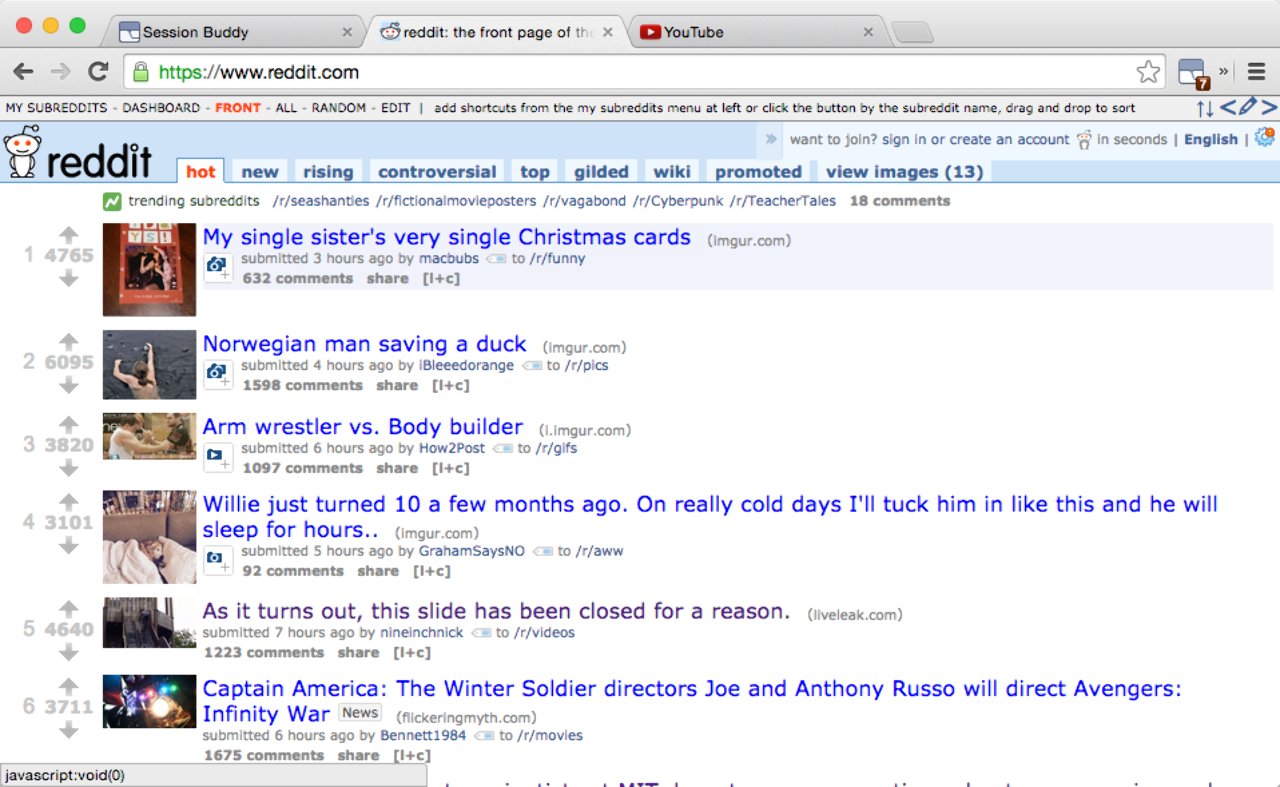 Session Buddy
reddit: the front page of the
YouTube
https://www.reddit.com
7
MY SUBREDDITS - DASHBOARD - FRONT - ALL - RANDOM - EDIT | add shortcuts from the my subreddits menu at left or click the button by the subreddit name, drag and drop to sort
reddit
want to join? sign in or create an account in seconds | English |
hot new rising controversial top gilded wiki promoted view images (13)
trending subreddits /r/seashanties /r/fictionalmovieposters /r/vagabond /r/Cyberpunk /r/TeacherTales 18 comments
1 4765
My single sister's very single Christmas cards (imgur.com)
submitted 3 hours ago by macbubs to /r/funny
632 comments share [l+c]
2 6095
Norwegian man saving a duck (imgur.com)
submitted 4 hours ago by iBleeedorange to /r/pics
1598 comments share [l+c]
3 3820
Arm wrestler vs. Body builder (i.imgur.com)
submitted 6 hours ago by How2Post to /r/gifs
1097 comments share [l+c]
4 3101
Willie just turned 10 a few months ago. On really cold days I'll tuck him in like this and he will
sleep for hours.. (imgur.com)
submitted 5 hours ago by GrahamSaysNO to /r/aww
92 comments share [l+c]
5 4640
As it turns out, this slide has been closed for a reason. (liveleak.com)
submitted 7 hours ago by nineinchnick to /r/videos
1223 comments share [l+c]
6 3711
Captain America: The Winter Soldier directors Joe and Anthony Russo will direct Avengers:
Infinity War News (flickeringmyth.com)
submitted 6 hours ago by Bennett1984 to /r/movies
1675 comments share [l+c]
javascript:void(0)